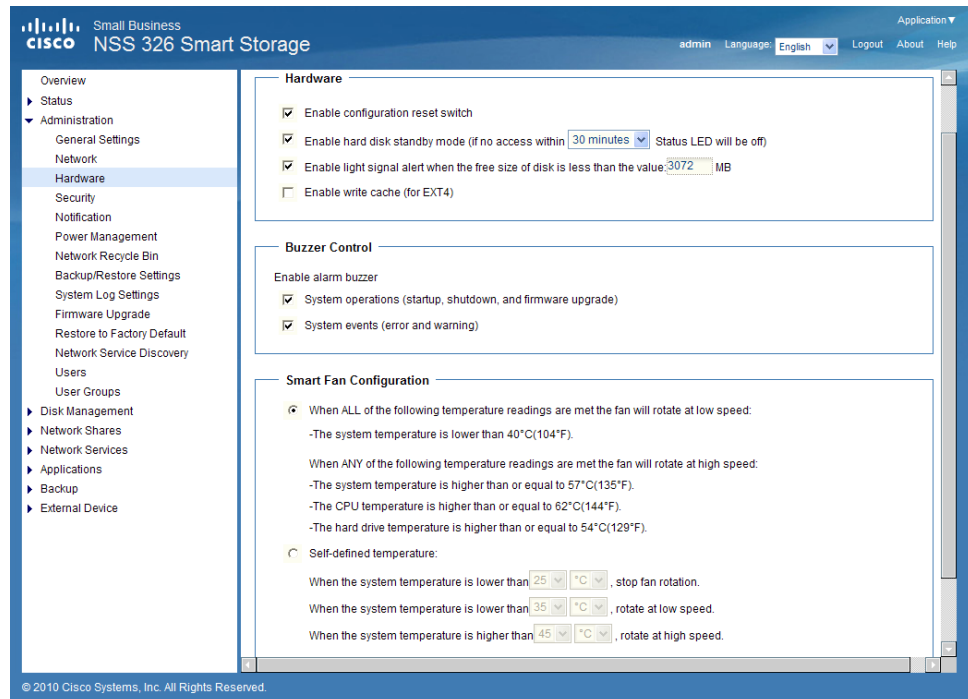 Application▼
Small Business
CISCO NSS 326 Smart Storage
admin Language: English Logout About Help
Overview
Status
Administration
General Settings
Network
Hardware
Security
Notification
Power Management
Network Recycle Bin
Backup/Restore Settings
System Log Settings
Firmware Upgrade
Restore to Factory Default
Network Service Discovery
Users
User Groups
Disk Management
Network Shares
Network Services
Applications
Backup
External Device
Hardware
Enable configuration reset switch
Enable hard disk standby mode (if no access within 30 minutes Status LED will be off)
Enable light signal alert when the free size of disk is less than the value:3072 MB
Enable write cache (for EXT4)
Buzzer Control
Enable alarm buzzer
System operations (startup, shutdown, and firmware upgrade)
System events (error and warning)
Smart Fan Configuration
When ALL of the following temperature readings are met the fan will rotate at low speed:
-The system temperature is lower than 40°C(104°F).
When ANY of the following temperature readings are met the fan will rotate at high speed:
-The system temperature is higher than or equal to 57°C(135°F).
-The CPU temperature is higher than or equal to 62°C(144°F).
-The hard drive temperature is higher than or equal to 54°C(129°F).
Self-defined temperature:
When the system temperature is lower than 25 °C , stop fan rotation.
When the system temperature is lower than 35 °C , rotate at low speed.
When the system temperature is higher than 45 °C , rotate at high speed.
© 2010 Cisco Systems, Inc. All Rights Reserved.